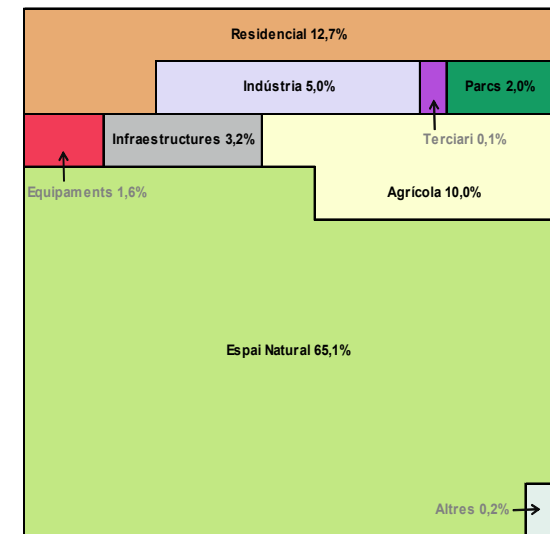 Residencial 12,7%
Indústria 5,0%
Parcs 2,0%
Infraestructures 3,2%
Terciari 0,1%
Equipaments 1,6%
Agrícola 10,0%
Espai Natural 65,1%
Altres 0,2%